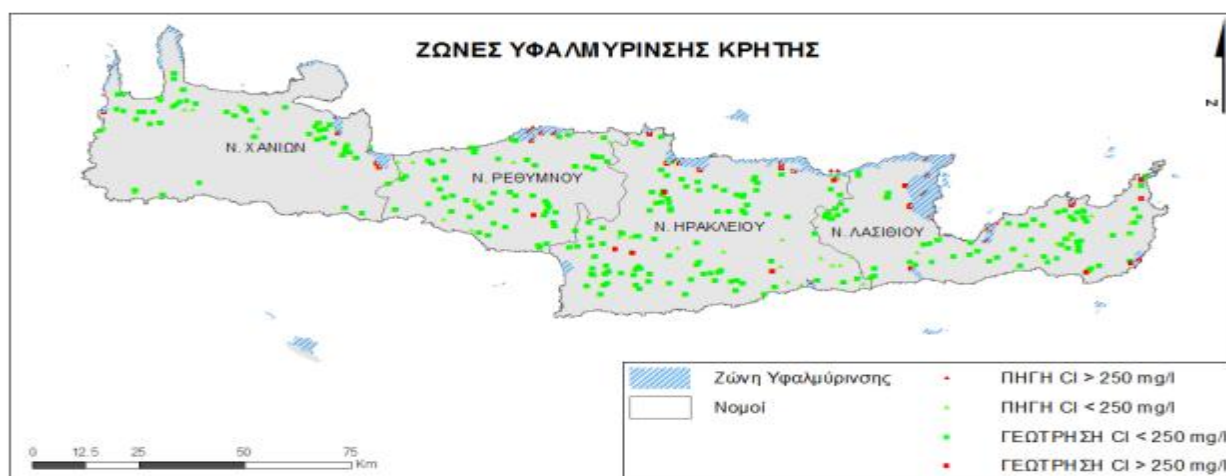 ΖΩΝΕΣ ΥΦΑΛΜΥΡΙΝΣΗΣ ΚΡΗΤΗΣ
N
Ν. ΧΑΝΙΩΝ
Ν. ΡΕΘΥΜΝΟΥ
Ν. ΗΡΑΚΛΕΙΟΥ
Ν. ΛΑΣΙΘΙΟΥ
Ζώνη Υφαλμύρινσης
Νομοί
ΠΗΓΗ Cl > 250 mg/l
ΠΗΓΗ Cl < 250 mg/l
ΓΕΩΤΡΗΣΗ Cl < 250 mg/l
ΓΕΩΤΡΗΣΗ Cl > 250 mg/l
0 12.5 25 50 75
Km